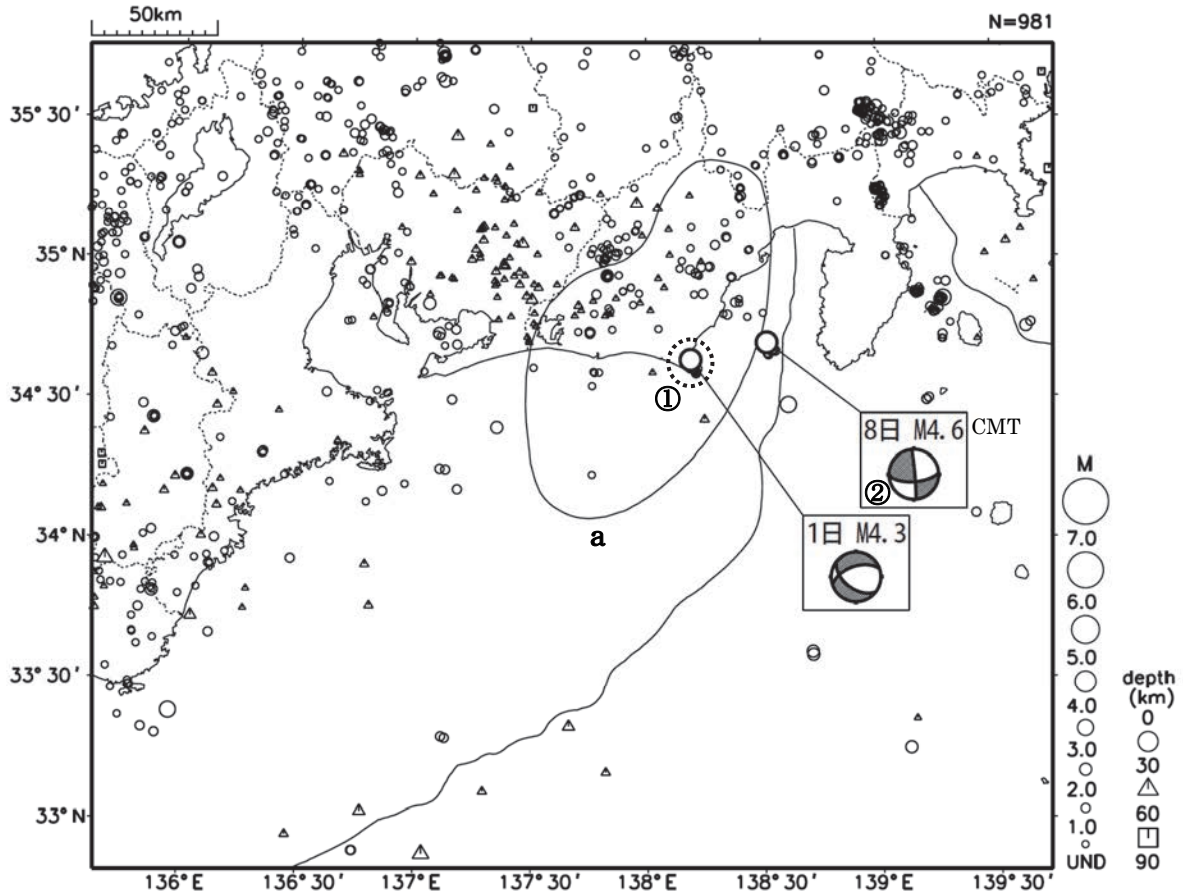 50km
N=981
35°30′
35°N
34°30′
34°N
33°30′
33°N
136°E
136°30′
137°E
137°30′
138°E
138°30′
139°E
139°30′
①
a
8日 M4.6
CMT
②
1日 M4.3
M
7.0
6.0
5.0
4.0
3.0
2.0
1.0
UND
depth
(km)
0
30
60
90